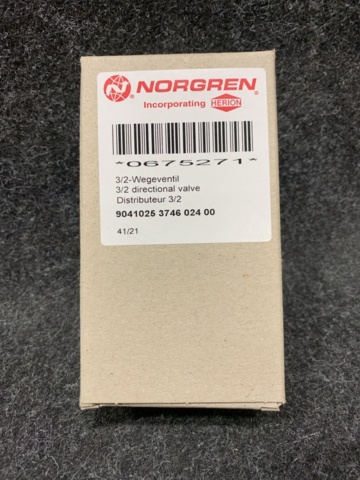 NORGREN
Incorporating HERION
*0675271*
3/2-Wegeventil
3/2 directional valve
Distributeur 3/2
9041025 3746 024 00
41/21